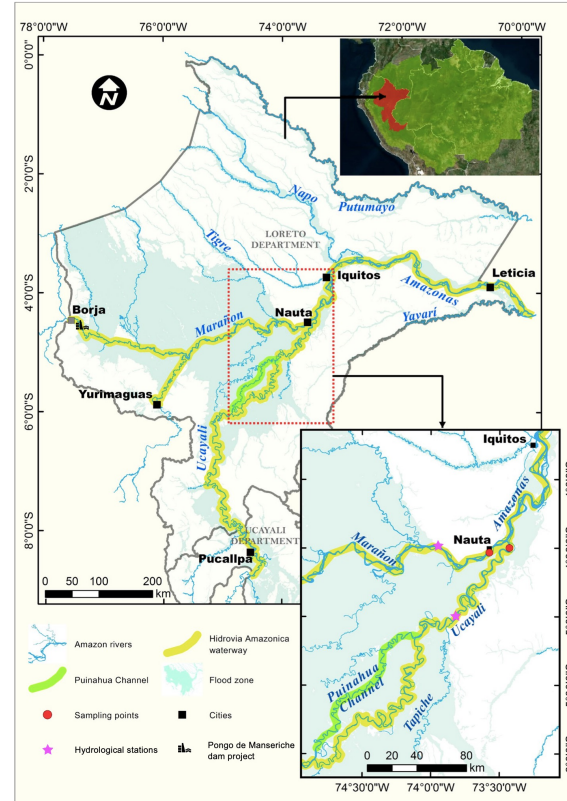 78°0'0"S 76°0'0"S 74°0'0"S 72°0'0"S 70°0'0"S
0°0'0"S
2°0'0"S
4°0'0"S
6°0'0"S
8°0'0"S
N
Napo
Putumayo
LORETO
DEPARTMENT
Tigre
Iquitos
Leticia
Amazonas
Borja
Nauta
Marañon
Yavari
Yurimaguas
Ucayali
UCAYALI
DEPARTMENT
Pucallpa
0 50 100 200
km
Iquitos
Amazonas
Nauta
Marañon
Ucayali
Puinahua
Channel
Tapiche
0 20 40 80
km
74°30'0"S 74°0'0"S 73°30'0"S
Amazon rivers
Hidrovia Amazonica
waterway
Puinahua Channel
Flood zone
Sampling points
Cities
Hydrological stations
Pongo de Manseriche
dam project